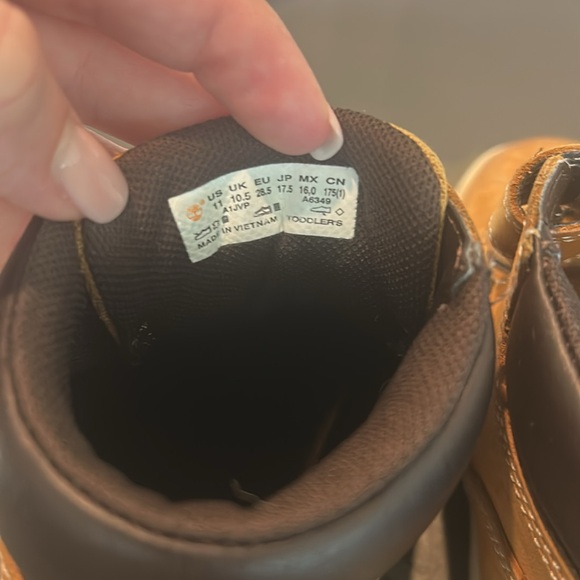 US UK EU JP MX CN
11 10.5 28.5 17.5 16.0 175(1)
A1JVP A6349
MADE IN VIETNAM TODDLER'S